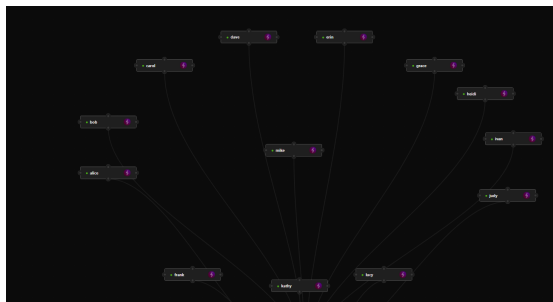 dave
erin
carol
grace
heidi
bob
ivan
mike
alice
judy
frank
lucy
kathy